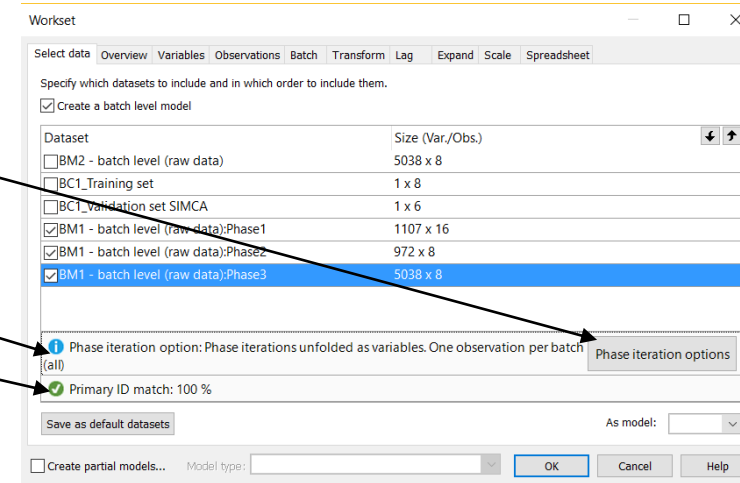 Workset
Select data Overview Variables Observations Batch Transform Lag Expand Scale Spreadsheet
Specify which datasets to include and in which order to include them.
Create a batch level model
Dataset Size (Var./Obs.)
BM2 - batch level (raw data) 5038 x 8
BC1_Training set 1 x 8
BC1_Validation set SIMCA 1 x 6
BM1 - batch level (raw data):Phase1 1107 x 16
BM1 - batch level (raw data):Phase2 972 x 8
BM1 - batch level (raw data):Phase3 5038 x 8
Phase iteration option: Phase iterations unfolded as variables. One observation per batch
(all)
Phase iteration options
Primary ID match: 100 %
Save as default datasets As model:
Create partial models... Model type: OK Cancel Help